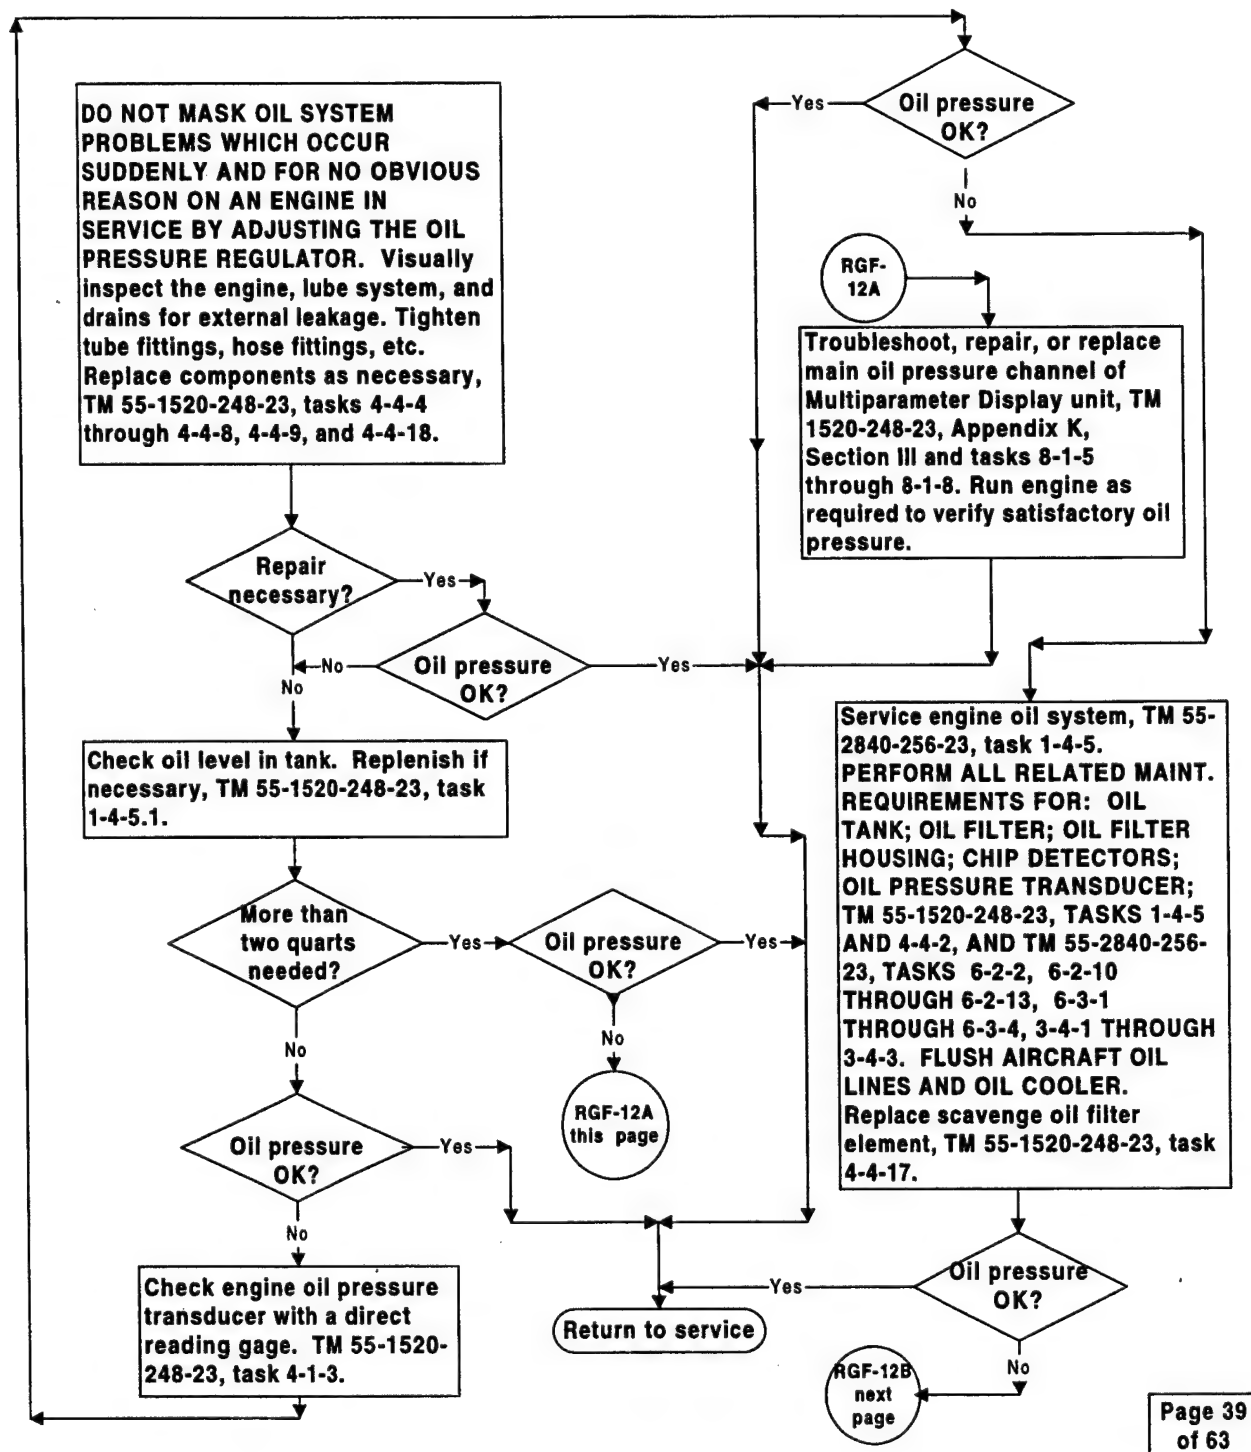 DO NOT MASK OIL SYSTEM
PROBLEMS WHICH OCCUR
SUDDENLY AND FOR NO OBVIOUS
REASON ON AN ENGINE IN
SERVICE BY ADJUSTING THE OIL
PRESSURE REGULATOR. Visually
inspect the engine, lube system, and
drains for external leakage. Tighten
tube fittings, hose fittings, etc.
Replace components as necessary,
TM 55-1520-248-23, tasks 4-4-4
through 4-4-8, 4-4-9, and 4-4-18.
Repair
necessary?
Yes
Oil pressure
OK?
No
Yes
No
Check oil level in tank. Replenish if
necessary, TM 55-1520-248-23, task
1-4-5.1.
More than
two quarts
needed?
Yes
Oil pressure
OK?
Yes
No
RGF-12A
this page
No
Oil pressure
OK?
Yes
No
Check engine oil pressure
transducer with a direct
reading gage. TM 55-1520-
248-23, task 4-1-3.
Oil pressure
OK?
Yes
No
RGF-
12A
Troubleshoot, repair, or replace
main oil pressure channel of
Multiparameter Display unit, TM
1520-248-23, Appendix K,
Section III and tasks 8-1-5
through 8-1-8. Run engine as
required to verify satisfactory oil
pressure.
Service engine oil system, TM 55-
2840-256-23, task 1-4-5.
PERFORM ALL RELATED MAINT.
REQUIREMENTS FOR: OIL
TANK; OIL FILTER; OIL FILTER
HOUSING; CHIP DETECTORS;
OIL PRESSURE TRANSDUCER;
TM 55-1520-248-23, TASKS 1-4-5
AND 4-4-2, AND TM 55-2840-256-
23, TASKS 6-2-2, 6-2-10
THROUGH 6-2-13, 6-3-1
THROUGH 6-3-4, 3-4-1 THROUGH
3-4-3. FLUSH AIRCRAFT OIL
LINES AND OIL COOLER.
Replace scavenge oil filter
element, TM 55-1520-248-23, task
4-4-17.
Oil pressure
OK?
Yes
Return to service
No
RGF-12B
next
page
Page 39
of 63